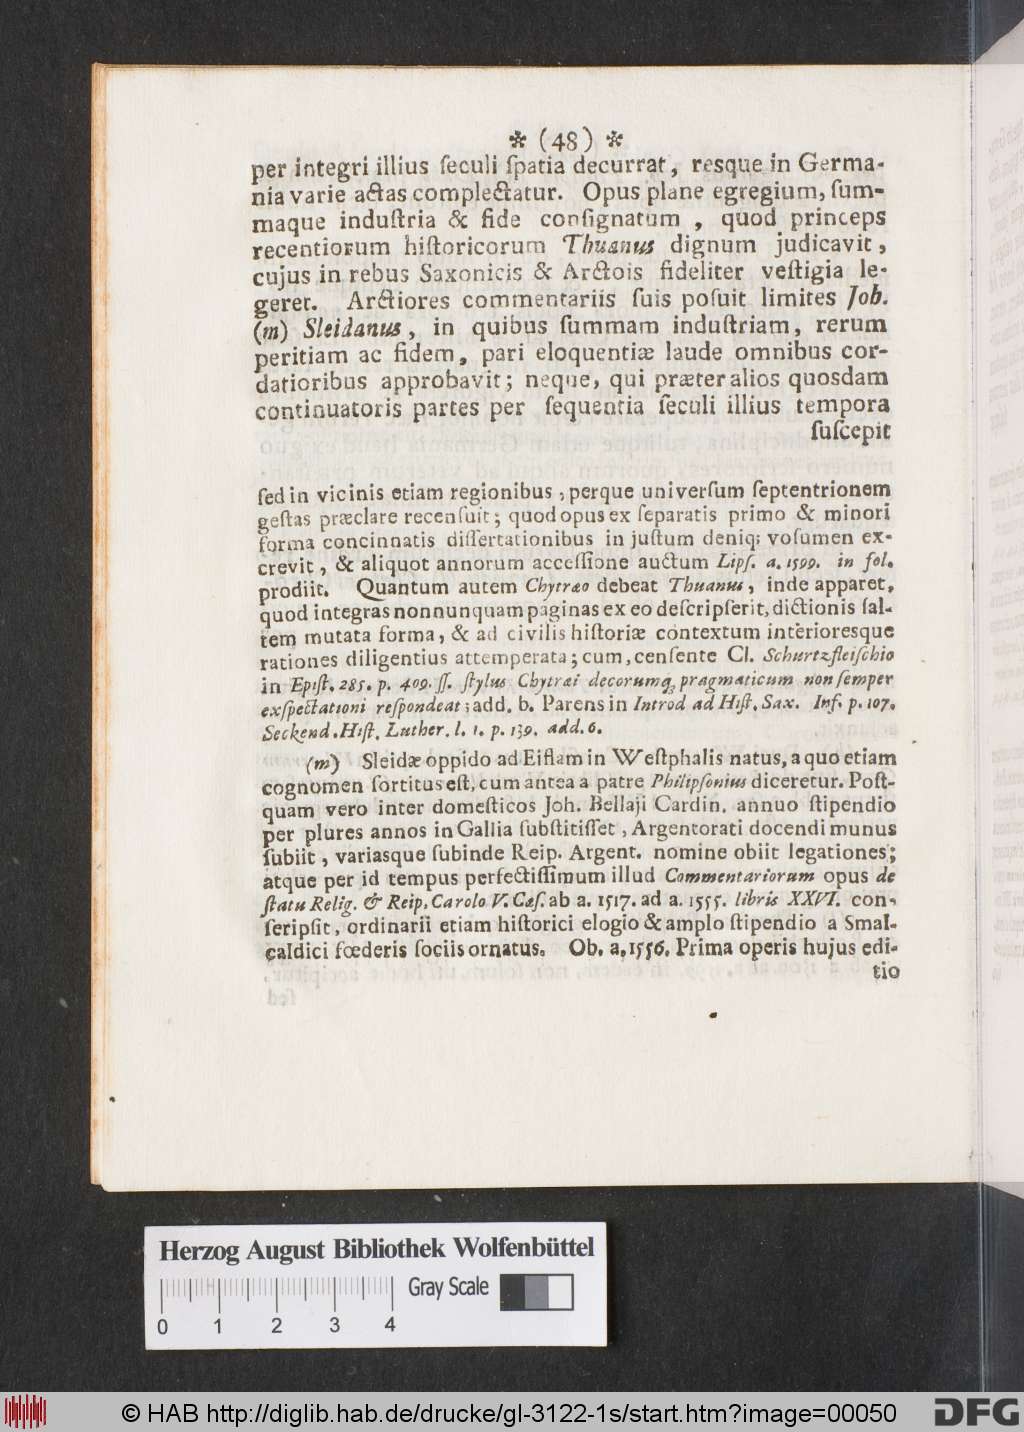 * (48) *
per integri illius ſeculi ſpatia decurrat, resque in Germa-
nia varie actas complectatur. Opus plane egregium, ſum-
maque induſtria & fide conſignatum, quod princeps
recentiorum hiſtoricorum Thuanus dignum judicavit,
cujus in rebus Saxonicis & Arctois fideliter veſtigia le-
geret. Arctiores commentariis ſuis poſuit limites Joh.
(m) Sleidanus, in quibus ſummam induſtriam, rerum
peritiam ac fidem, pari eloquentiæ laude omnibus cor-
datioribus approbavit; neque, qui præter alios quosdam
continuatoris partes per ſequentia ſeculi illius tempora
ſuſcepit
ſed in vicinis etiam regionibus, perque univerſum ſeptentrionem
geſtas præclare recenſuit; quod opus ex ſeparatis primo & minori
forma concinnatis diſſertationibus in juſtum deniq; voſumen ex-
crevit, & aliquot annorum acceſſione auctum Lipſ. a. 1599. in fol.
prodiit. Quantum autem Chytræo debeat Thuanus, inde apparet,
quod integras nonnunquam paginas ex eo deſcripſerit, dictionis ſal-
tem mutata forma, & ad civilis hiſtoriæ contextum interioresque
rationes diligentius attemperata; cum, cenſente Cl. Schurtzfleiſchio
in Epiſt. 285. p. 409. ſſ. ſtylus Chytræi decorumq; pragmaticum non ſemper
exſpectationi reſpondeat; add. b. Parens in Introd ad Hiſt. Sax. Inf. p. 107.
Seckend. Hiſt. Luther. l. 1. p. 139. add. 6.
(m) Sleidæ oppido ad Eiflam in Weſtphalis natus, a quo etiam
cognomen ſortitus eſt, cum antea a patre Philipſonius diceretur. Poſt-
quam vero inter domeſticos Joh. Bellaji Cardin. annuo ſtipendio
per plures annos in Gallia ſubſtitiſſet, Argentorati docendi munus
ſubiit, variasque ſubinde Reip. Argent. nomine obiit legationes;
atque per id tempus perfectiſſimum illud Commentariorum opus de
ſtatu Relig. & Reip. Carolo V. Cæſ. ab a. 1517. ad a. 1555. libris XXVI. con-
ſeripſit, ordinarii etiam hiſtorici elogio & amplo ſtipendio a Smal-
caldici fœderis ſociis ornatus. Ob. a. 1556. Prima operis hujus edi-
tio
Herzog August Bibliothek Wolfenbüttel
Gray Scale
0 1 2 3 4
© HAB http://diglib.hab.de/drucke/gl-3122-1s/start.htm?image=00050
DFG